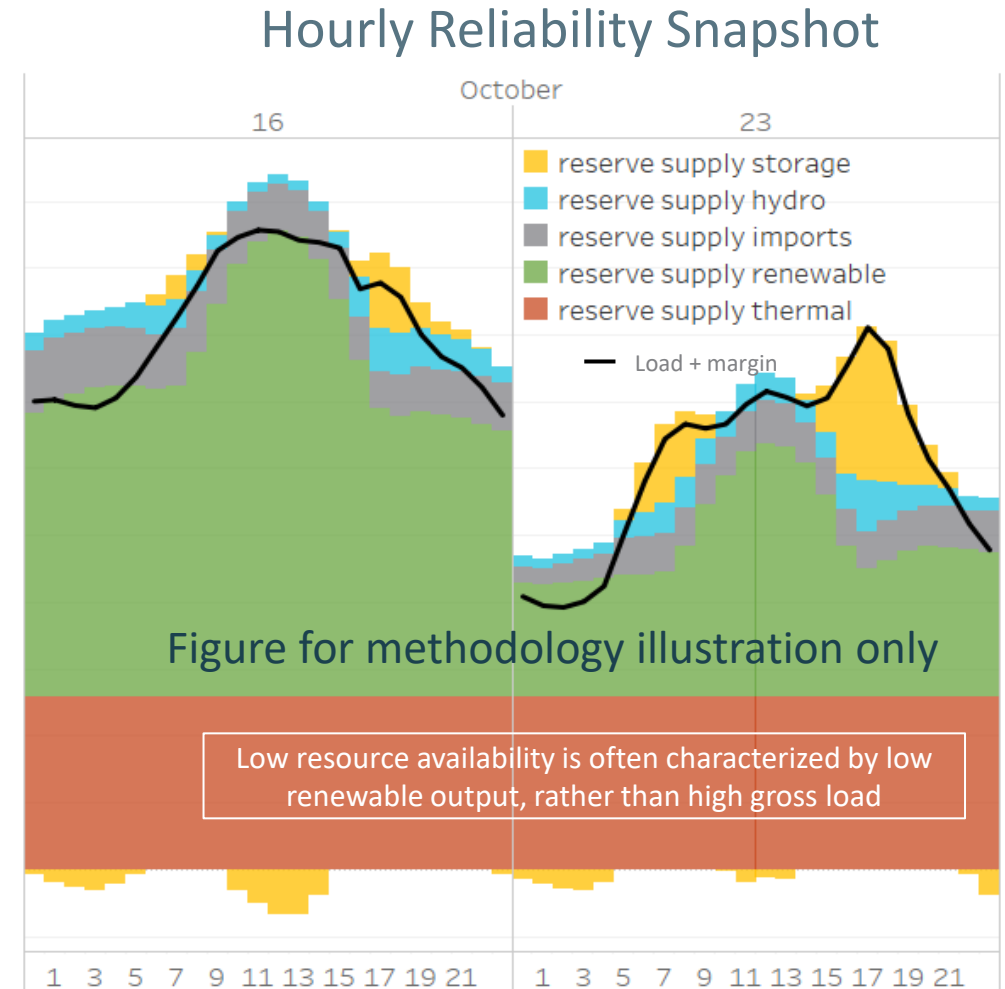 Hourly Reliability Snapshot
October
16
23
reserve supply storage
reserve supply hydro
reserve supply imports
reserve supply renewable
reserve supply thermal
Load + margin
Figure for methodology illustration only
Low resource availability is often characterized by low
renewable output, rather than high gross load
1 3 5 7 9 11 13 15 17 19 21 1 3 5 7 9 11 13 15 17 19 21